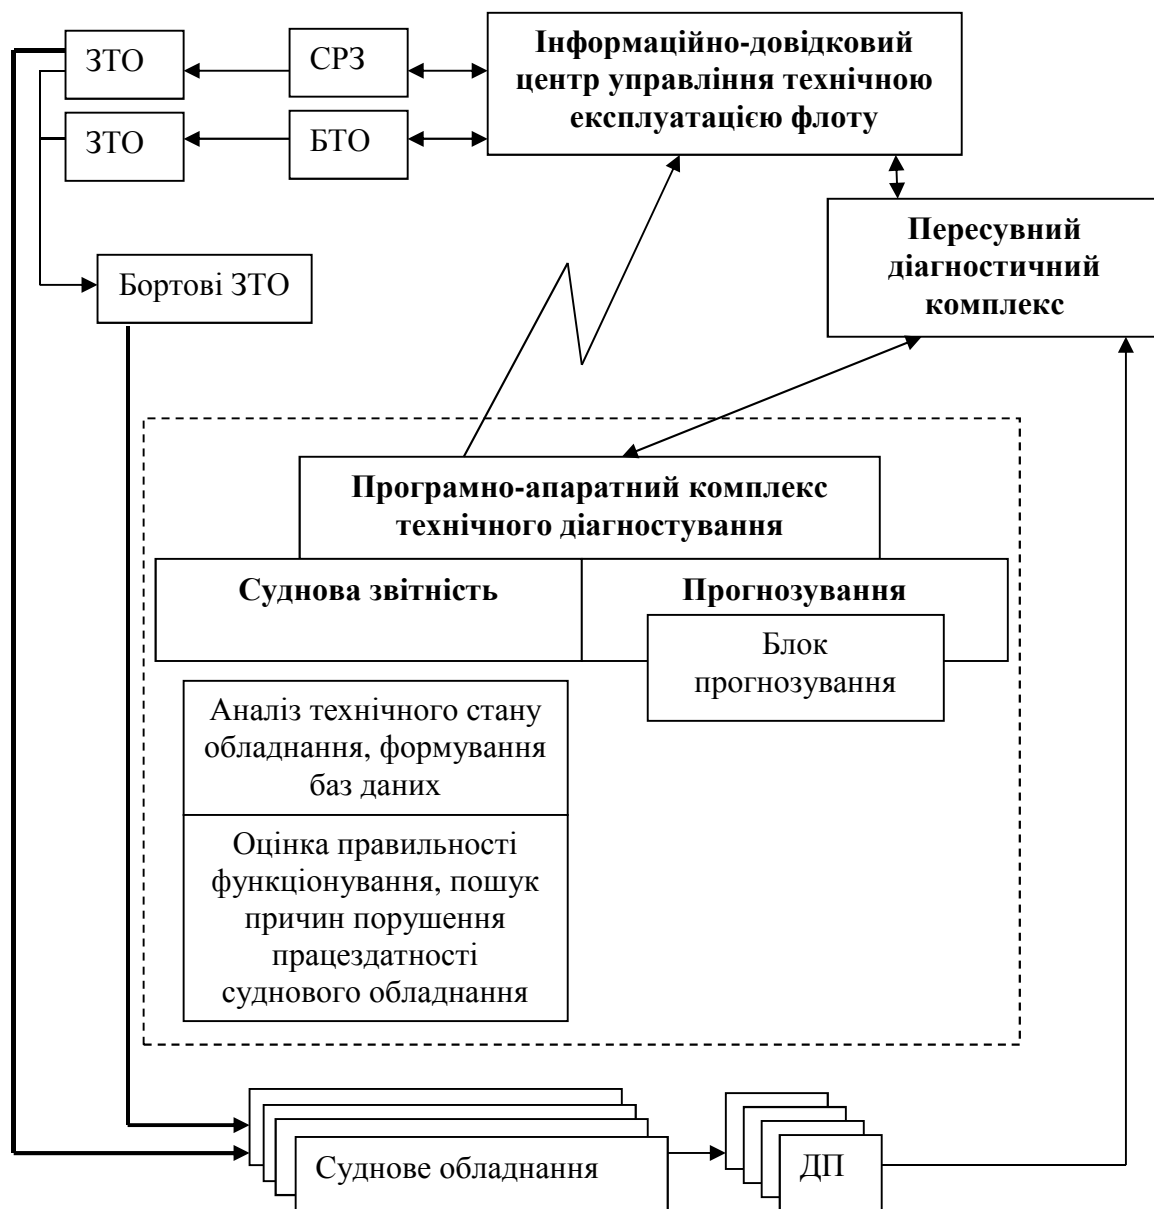 ЗТО
СРЗ
Інформаційно-довідковий
центр управління технічною
експлуатацією флоту
ЗТО
БТО
Пересувний
діагностичний
комплекс
Бортові ЗТО
Програмно-апаратний комплекс
технічного діагностування
Суднова звітність
Прогнозування
Блок
прогнозування
Аналіз технічного стану
обладнання, формування
баз даних
Оцінка правильності
функціонування, пошук
причин порушення
працездатності
суднового обладнання
Суднове обладнання
ДП